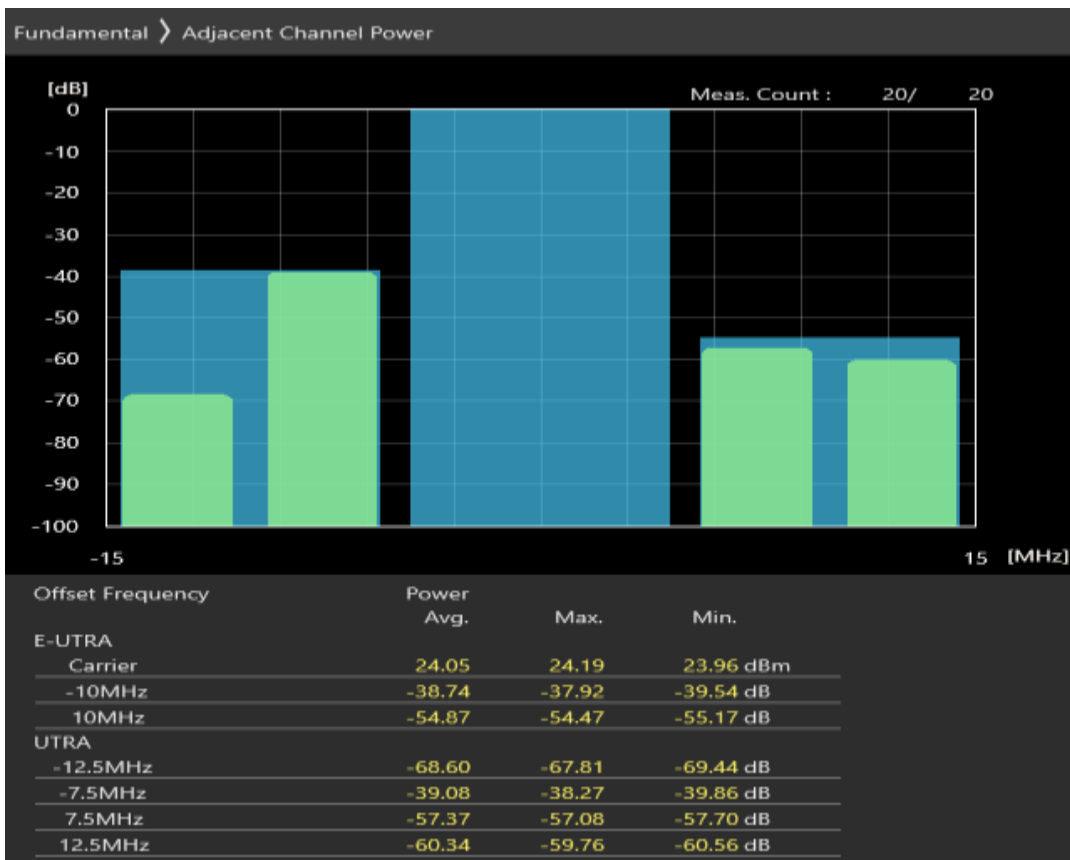 Fundamental ❯ Adjacent Channel Power
[dB]
Meas. Count : 20/ 20
0
-10
-20
-30
-40
-50
-60
-70
-80
-90
-100
-15 15 [MHz]
Offset Frequency Power
Avg. Max. Min.
E-UTRA
Carrier 24.05 24.19 23.96 dBm
-10MHz -38.74 -37.92 -39.54 dB
10MHz -54.87 -54.47 -55.17 dB
UTRA
-12.5MHz -68.60 -67.81 -69.44 dB
-7.5MHz -39.08 -38.27 -39.86 dB
7.5MHz -57.37 -57.08 -57.70 dB
12.5MHz -60.34 -59.76 -60.56 dB